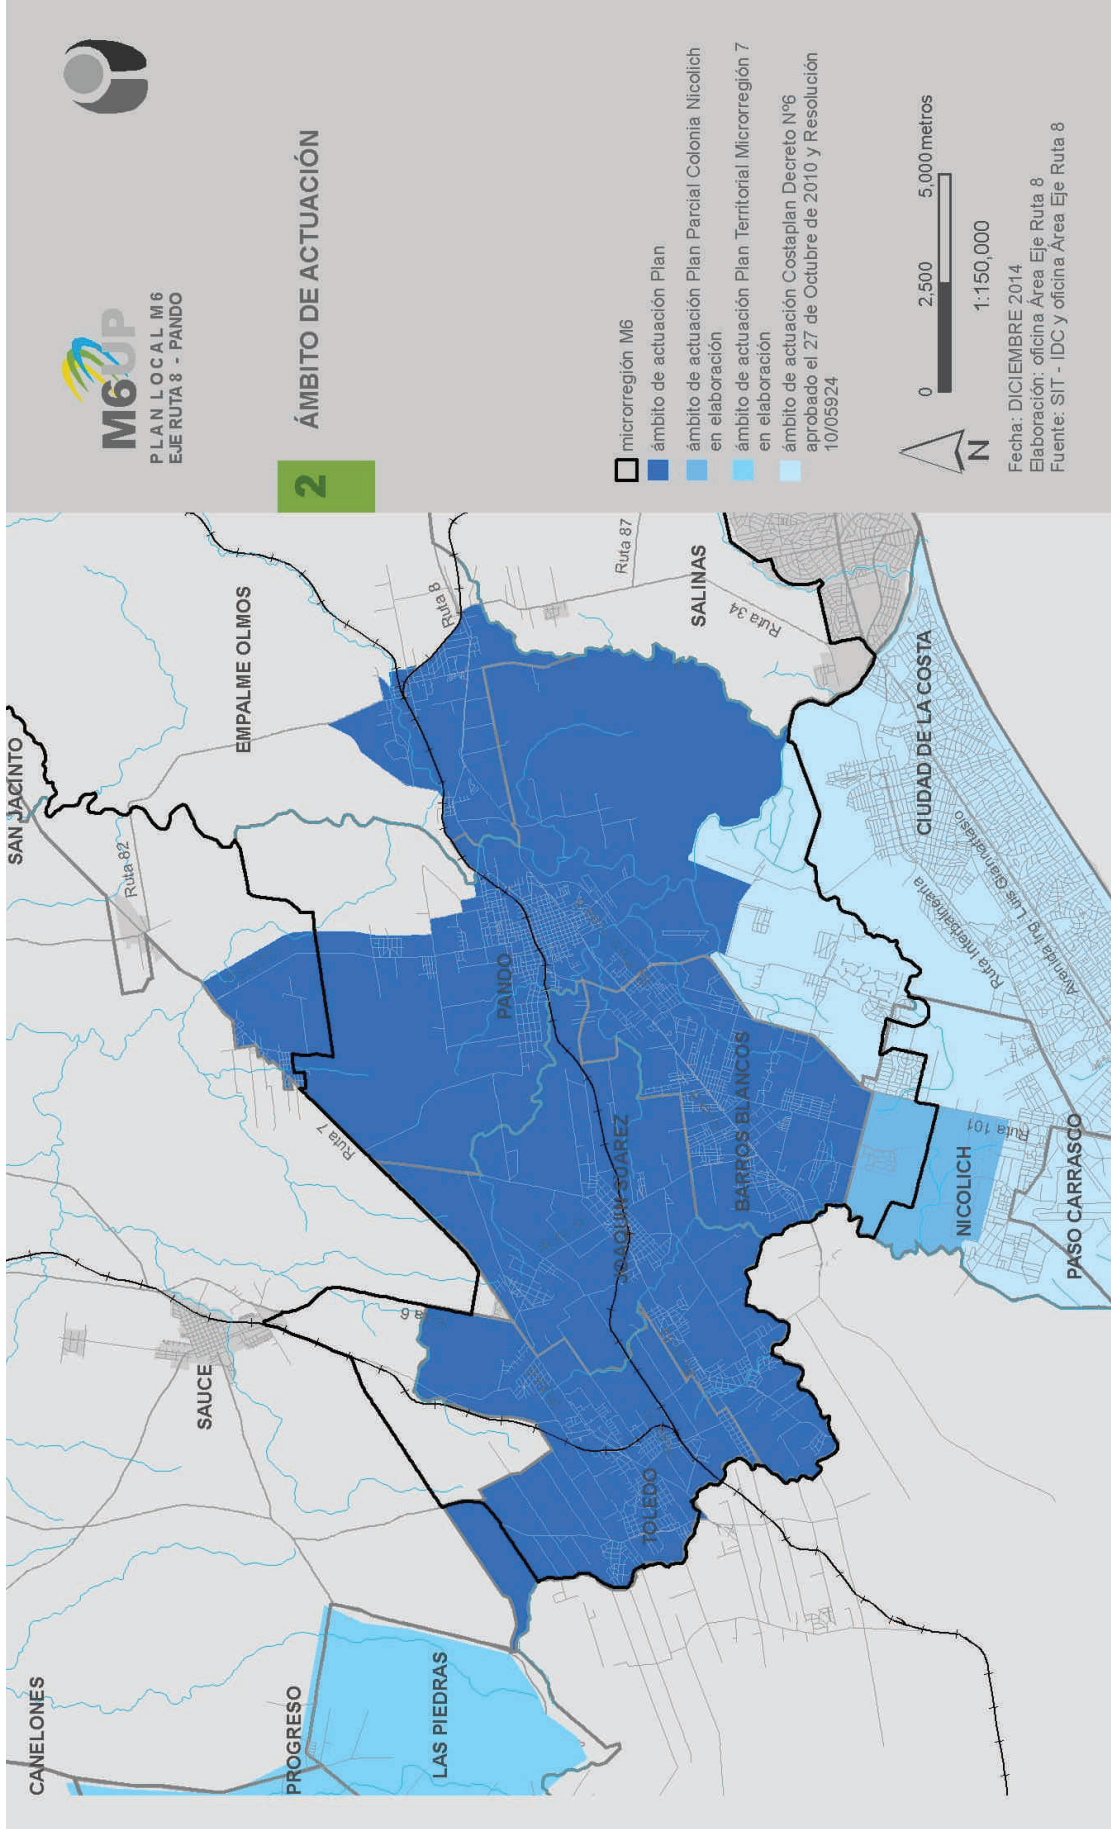 M6UP
PLAN LOCAL M6
EJE RUTA 8 - PANDO
2
ÁMBITO DE ACTUACIÓN
microrregión M6
ámbito de actuación Plan
ámbito de actuación Plan Parcial Colonia Nicolich
en elaboración
ámbito de actuación Plan Territorial Microrregión 7
en elaboración
ámbito de actuación Costaplan Decreto Nº6
aprobado el 27 de Octubre de 2010 y Resolución
10/05924
N
0 2,500 5,000 metros
1:150,000
Fecha: DICIEMBRE 2014
Elaboración: oficina Área Eje Ruta 8
Fuente: SIT - IDC y oficina Área Eje Ruta 8
CANELONES
SAN JACINTO
Ruta 82
SAUCE
EMPALME OLMOS
PROGRESO
Ruta 7
a 6
LAS PIEDRAS
Ruta 8
PANDO
JOAQUIN SUAREZ
TOLEDO
Ruta 87
SALINAS
Ruta 34
BARROS BLANCOS
CIUDAD DE LA COSTA
Ruta Interbalnearia
Avenida Ing Luis Giannattasio
NICOLICH
Ruta 101
PASO CARRASCO